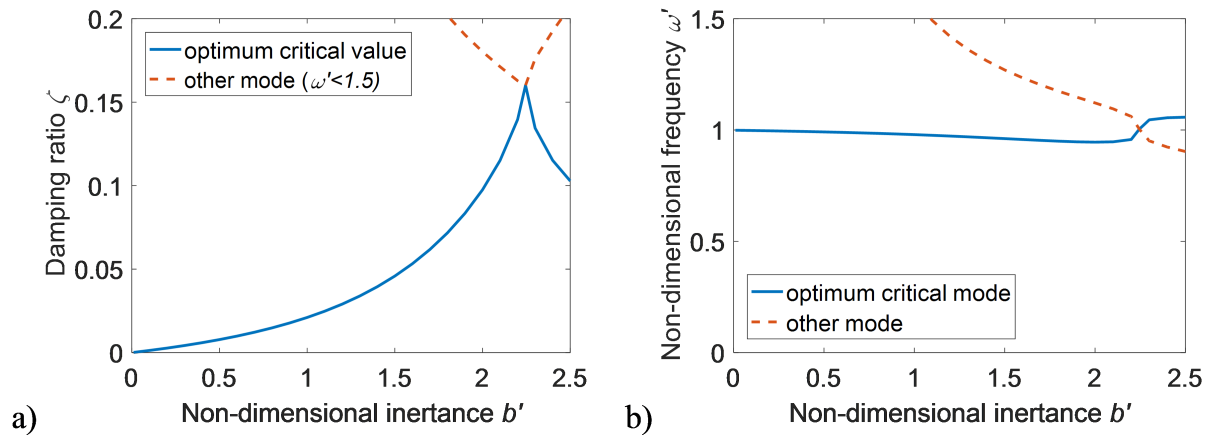 0.2
0.15
0.1
0.05
0
Damping ratio ζ
optimum critical value
other mode (ω'<1.5)
0 0.5 1 1.5 2 2.5
Non-dimensional inertance b'
a)
1.5
1
0.5
0
Non-dimensional frequency ω'
optimum critical mode
other mode
0 0.5 1 1.5 2 2.5
Non-dimensional inertance b'
b)